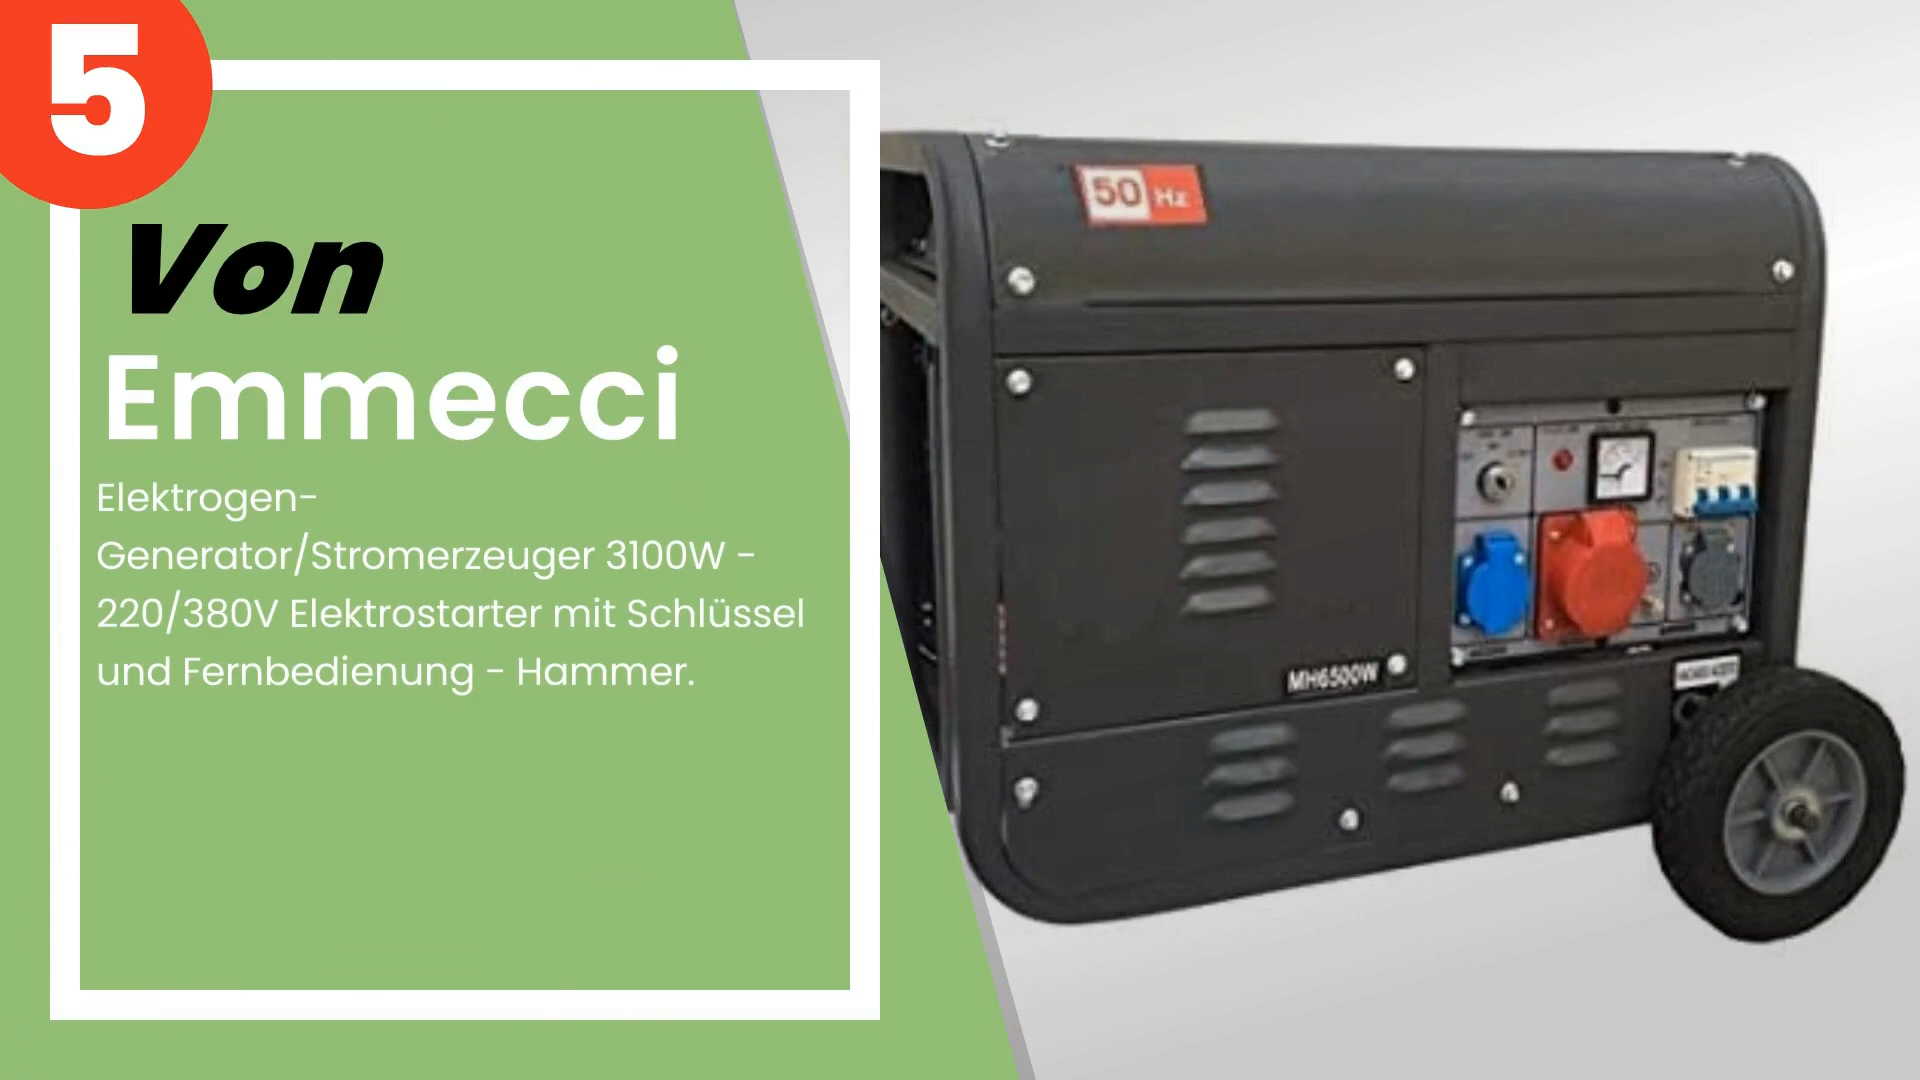 5
Von
Emmecci
Elektrogen-
Generator/Stromerzeuger 3100W -
220/380V Elektrostarter mit Schlüssel
und Fernbedienung - Hammer.
50 Hz
MH6500W